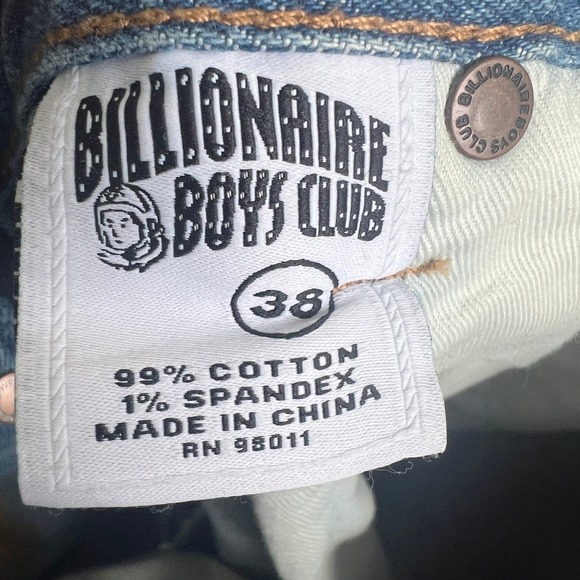 BILLIONAIRE
BOYS CLUB
38
99% COTTON
1% SPANDEX
MADE IN CHINA
RN 98011
BILLIONAIRE BOYS CLUB